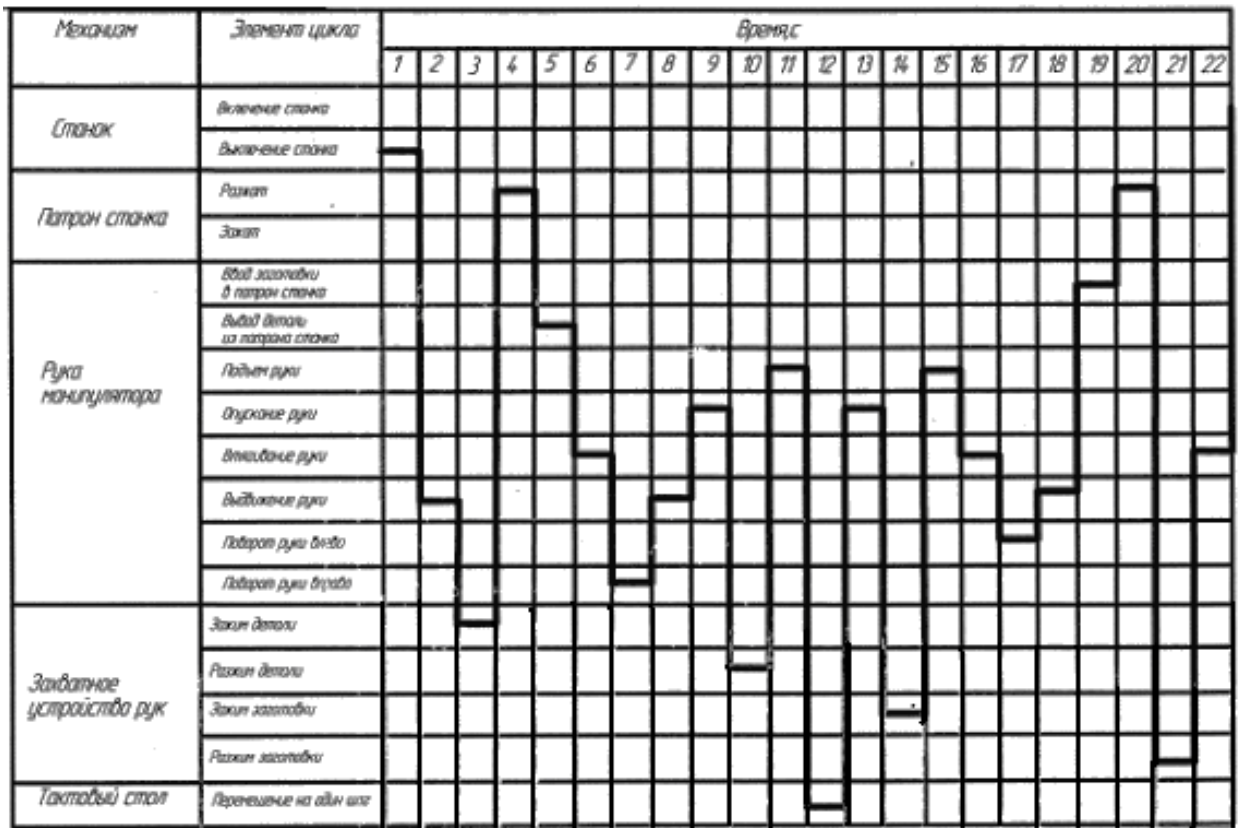 Механизм
Элемент цикла
Время,с
1 2 3 4 5 6 7 8 9 10 11 12 13 14 15 16 17 18 19 20 21 22
Станок
Включение станка
Выключение станка
Патрон станка
Разжат
Зажат
Рука
манипулятора
Ввод заготовки
в патрон станка
Вывод детали
из патрона станка
Подъем руки
Опускание руки
Втягивание руки
Выдвижение руки
Поворот руки влево
Поворот руки вправо
Захватное
устройство рук
Зажим детали
Разжим детали
Зажим заготовки
Разжим заготовки
Тактовый стол
Перемещение на один шаг